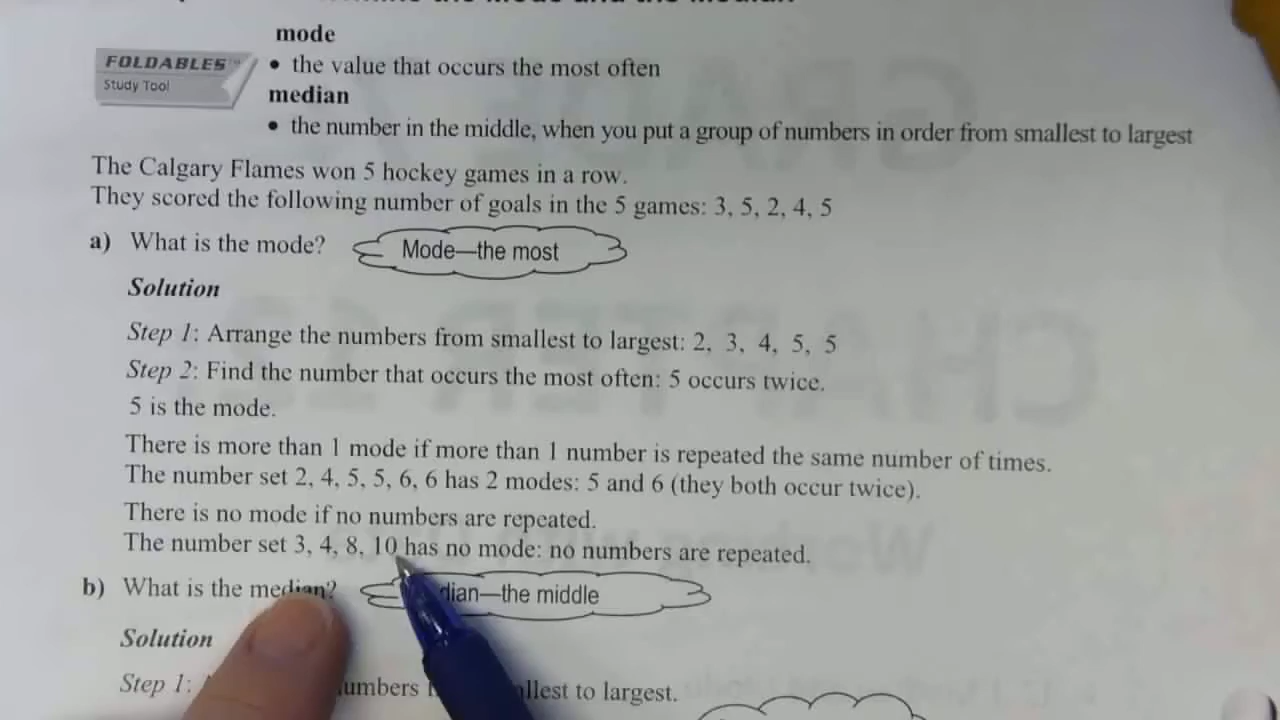 mode
FOLDABLES
Study Tool
• the value that occurs the most often
median
• the number in the middle, when you put a group of numbers in order from smallest to largest
The Calgary Flames won 5 hockey games in a row.
They scored the following number of goals in the 5 games: 3, 5, 2, 4, 5
a) What is the mode? Mode—the most
Solution
Step 1: Arrange the numbers from smallest to largest: 2, 3, 4, 5, 5
Step 2: Find the number that occurs the most often: 5 occurs twice.
5 is the mode.
There is more than 1 mode if more than 1 number is repeated the same number of times.
The number set 2, 4, 5, 5, 6, 6 has 2 modes: 5 and 6 (they both occur twice).
There is no mode if no numbers are repeated.
The number set 3, 4, 8, 10 has no mode: no numbers are repeated.
b) What is the median? dian—the middle
Solution
Step 1: umbers llest to largest.